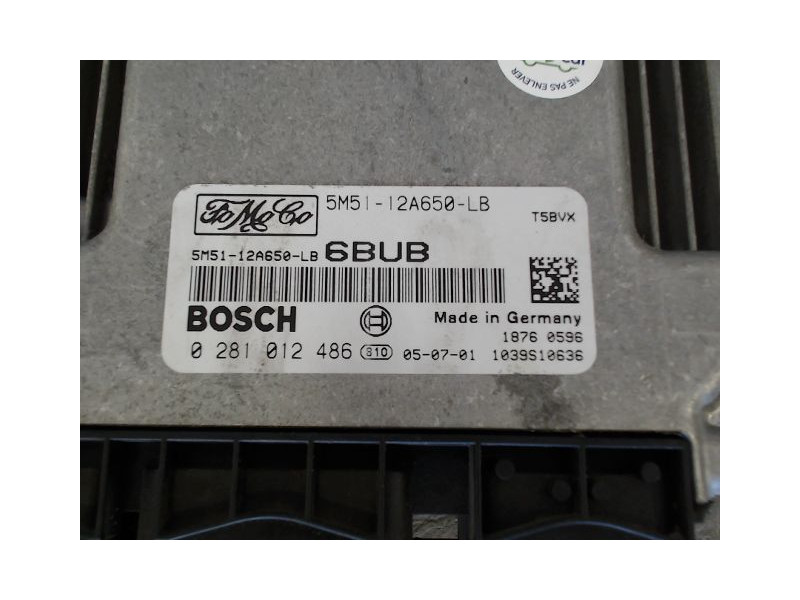 NE PAS ENLEVER
FoMoCo
5M51-12A650-LB
T5BVX
5M51-12A650-LB 6BUB
BOSCH
Made in Germany
1876 0596
0 281 012 486 S10 05-07-01 1039S10636